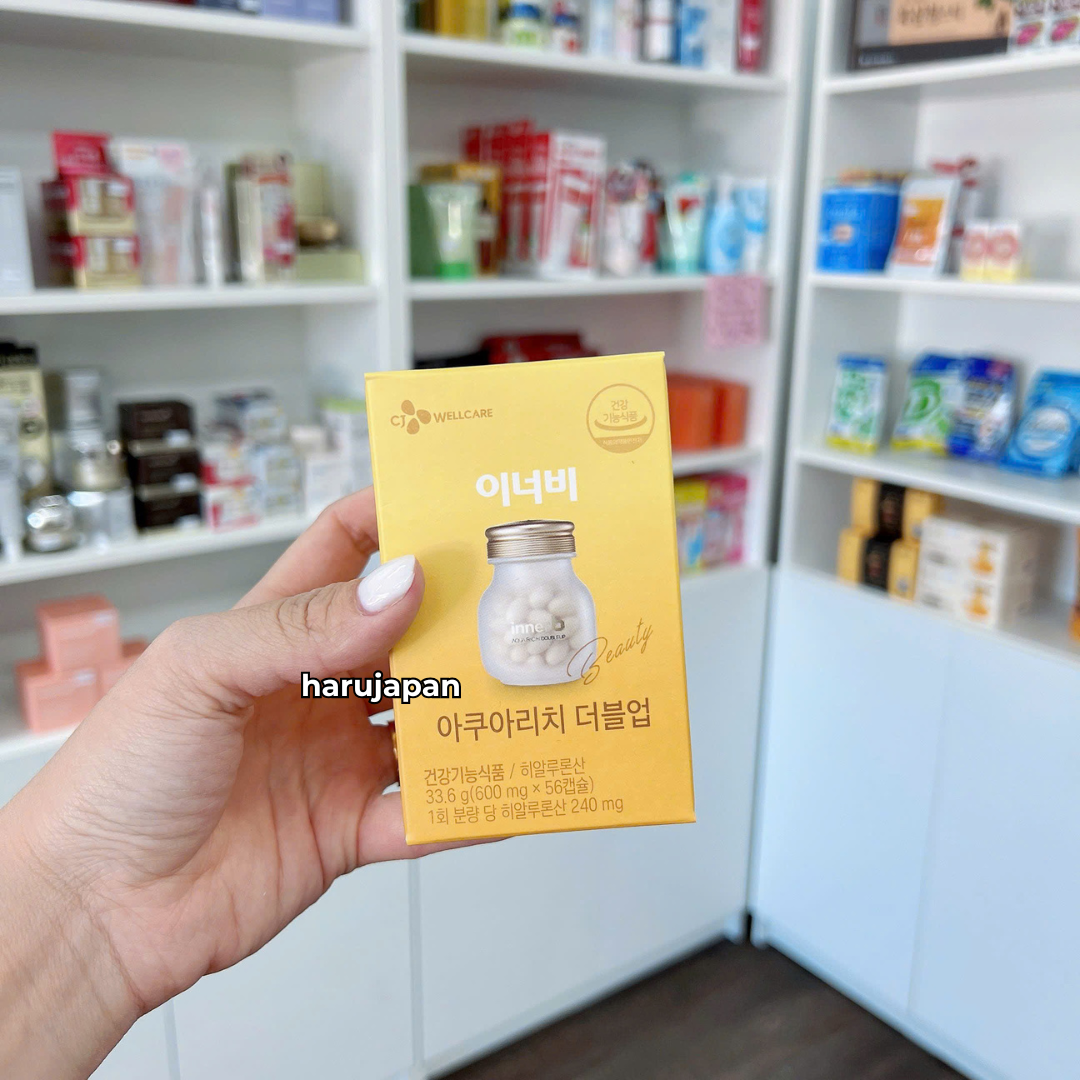 CJ WELLCARE
건강
기능식품
이너비
inne
Beauty
harujapan
아쿠아리치 더블업
건강기능식품 / 히알루론산
33.6 g(600 mg × 56캡슐)
1회 분량 당 히알루론산 240 mg